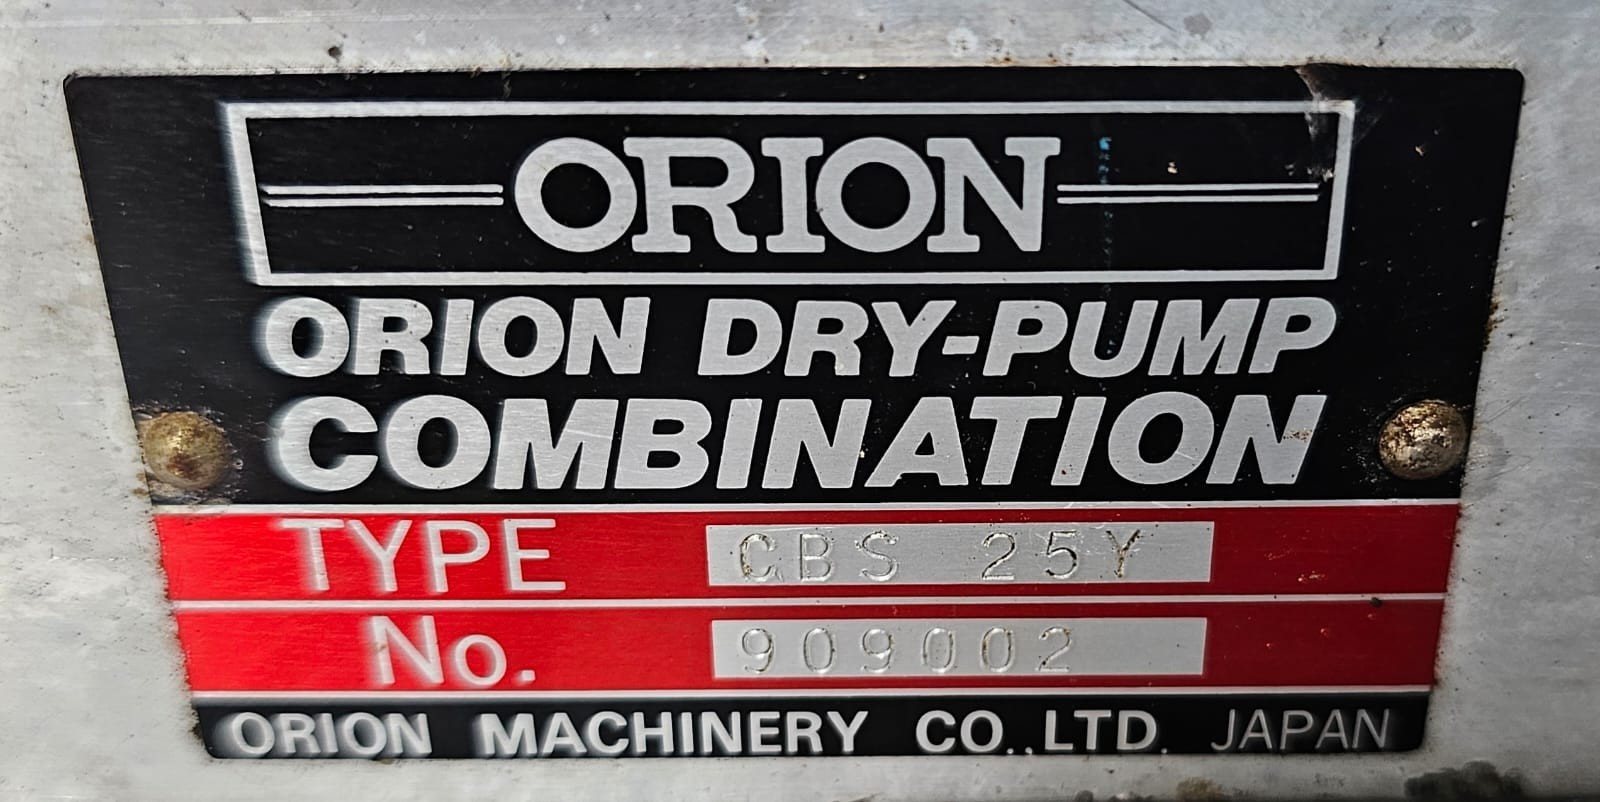 ORION
ORION DRY-PUMP
COMBINATION
TYPE CBS 25Y
No. 909002
ORION MACHINERY CO.,LTD. JAPAN